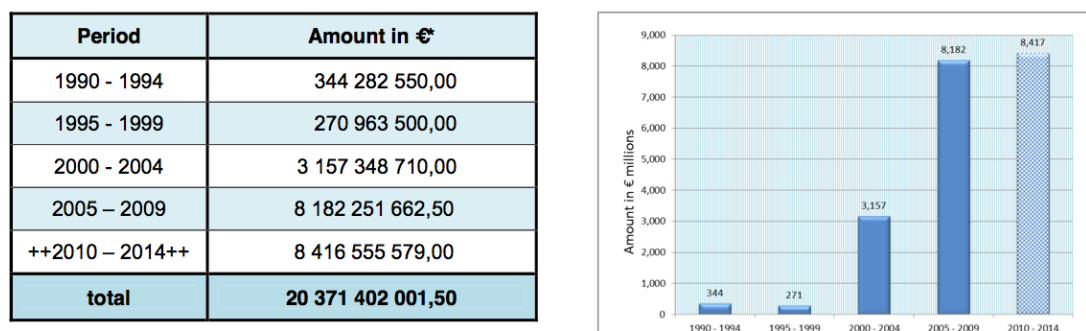 Period Amount in €*
1990 - 1994 344 282 550,00
1995 - 1999 270 963 500,00
2000 - 2004 3 157 348 710,00
2005 – 2009 8 182 251 662,50
++2010 – 2014++ 8 416 555 579,00
total 20 371 402 001,50
Amount in € millions
9,000
8,000
7,000
6,000
5,000
4,000
3,000
2,000
1,000
0
344
271
3,157
8,182
8,417
1990 - 1994 1995 - 1999 2000 - 2004 2005 - 2009 2010 - 2014